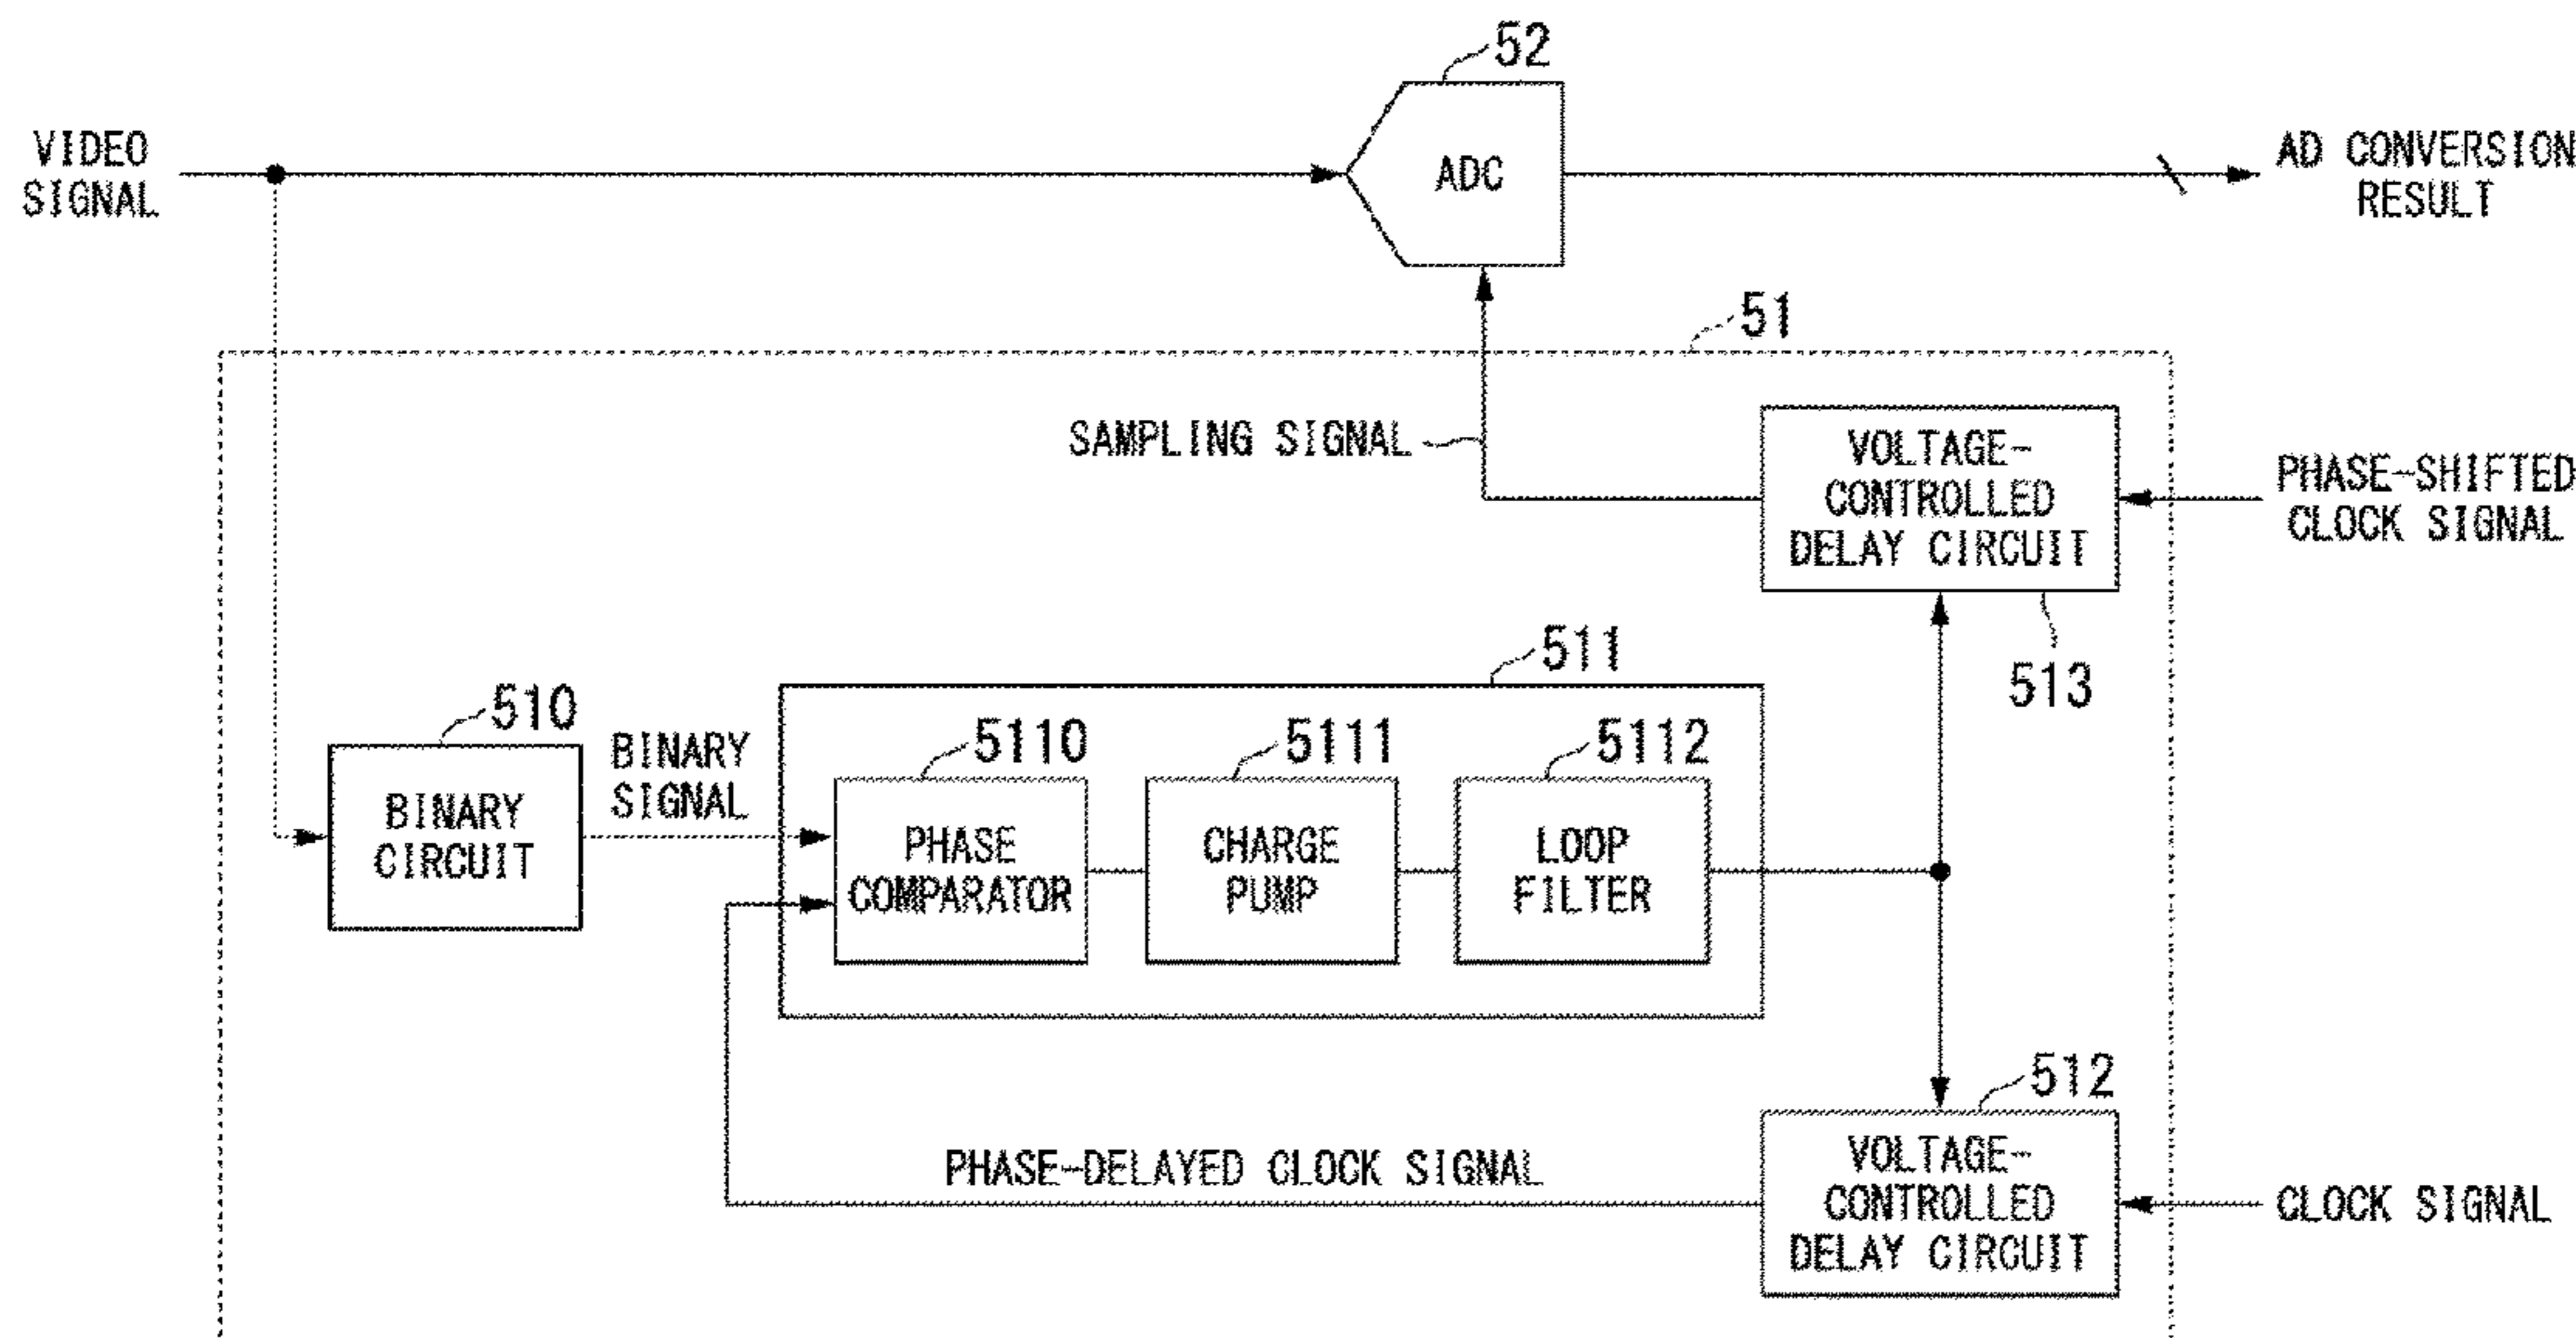 52
VIDEO
SIGNAL
ADC
AD CONVERSION
RESULT
51
SAMPLING SIGNAL
VOLTAGE-
CONTROLLED
DELAY CIRCUIT
PHASE-SHIFTED
CLOCK SIGNAL
513
511
510
BINARY
SIGNAL
5110
5111
5112
BINARY
CIRCUIT
PHASE
COMPARATOR
CHARGE
PUMP
LOOP
FILTER
512
PHASE-DELAYED CLOCK SIGNAL
VOLTAGE-
CONTROLLED
DELAY CIRCUIT
CLOCK SIGNAL